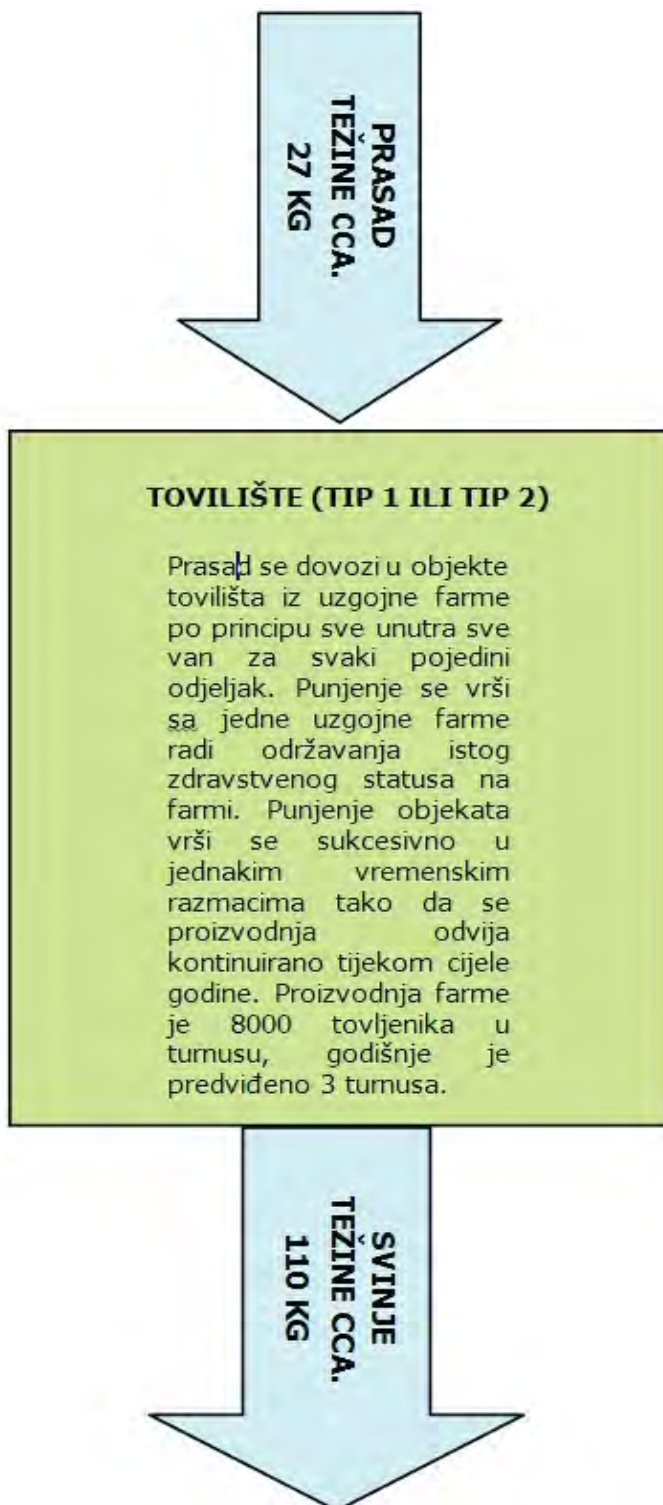 PRASAD
TEŽINE CCA.
27 KG
TOVILIŠTE (TIP 1 ILI TIP 2)
Prasad se dovozi u objekte
tovilišta iz uzgojne farme
po principu sve unutra sve
van za svaki pojedini
odjeljak. Punjenje se vrši
sa jedne uzgojne farme
radi održavanja istog
zdravstvenog statusa na
farmi. Punjenje objekata
vrši se sukcesivno u
jednakim vremenskim
razmacima tako da se
proizvodnja odvija
kontinuirano tijekom cijele
godine. Proizvodnja farme
je 8000 tovljenika u
turnusu, godišnje je
predviđeno 3 turnusa.
SVINJE
TEŽINE CCA.
110 KG